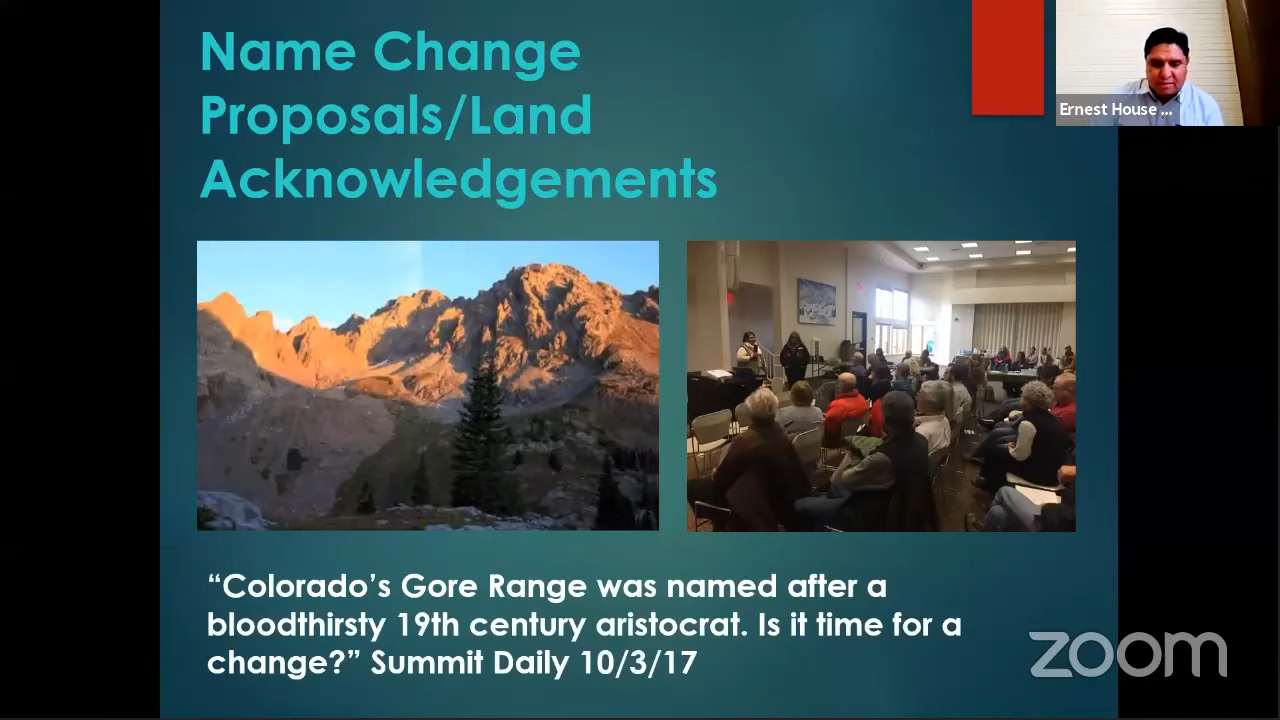 Name Change
Proposals/Land
Acknowledgements
Ernest House ...
“Colorado’s Gore Range was named after a
bloodthirsty 19th century aristocrat. Is it time for a
change?” Summit Daily 10/3/17
zoom